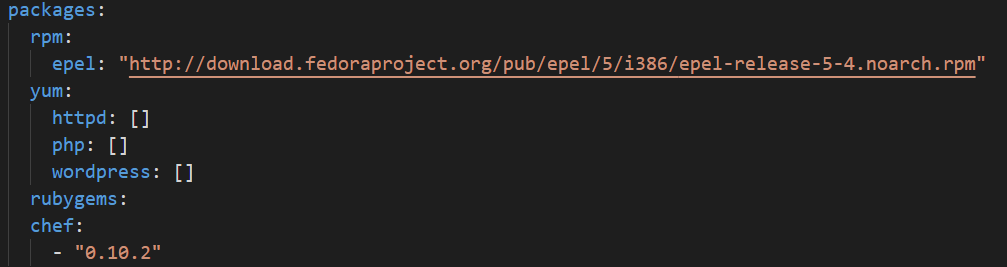 packages:
  rpm:
    epel: "http://download.fedoraproject.org/pub/epel/5/i386/epel-release-5-4.noarch.rpm"
  yum:
    httpd: []
    php: []
    wordpress: []
  rubygems:
  chef:
    - "0.10.2"